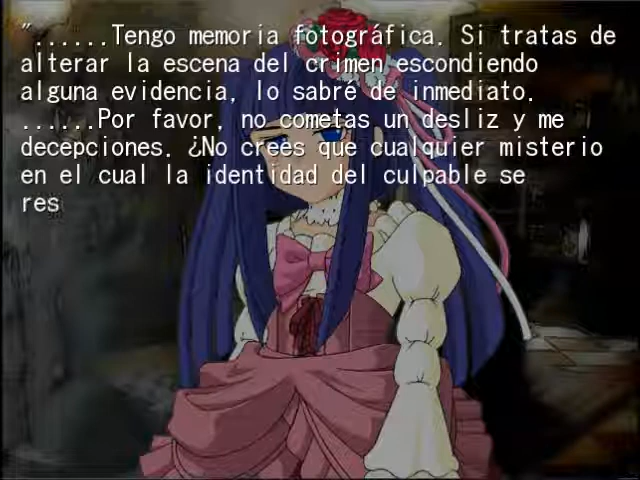 "......Tengo memoria fotográfica. Si tratas de
alterar la escena del crimen escondiendo
alguna evidencia, lo sabré de inmediato.
......Por favor, no cometas un desliz y me
decepciones. ¿No crees que cualquier misterio
en el cual la identidad del culpable se
res